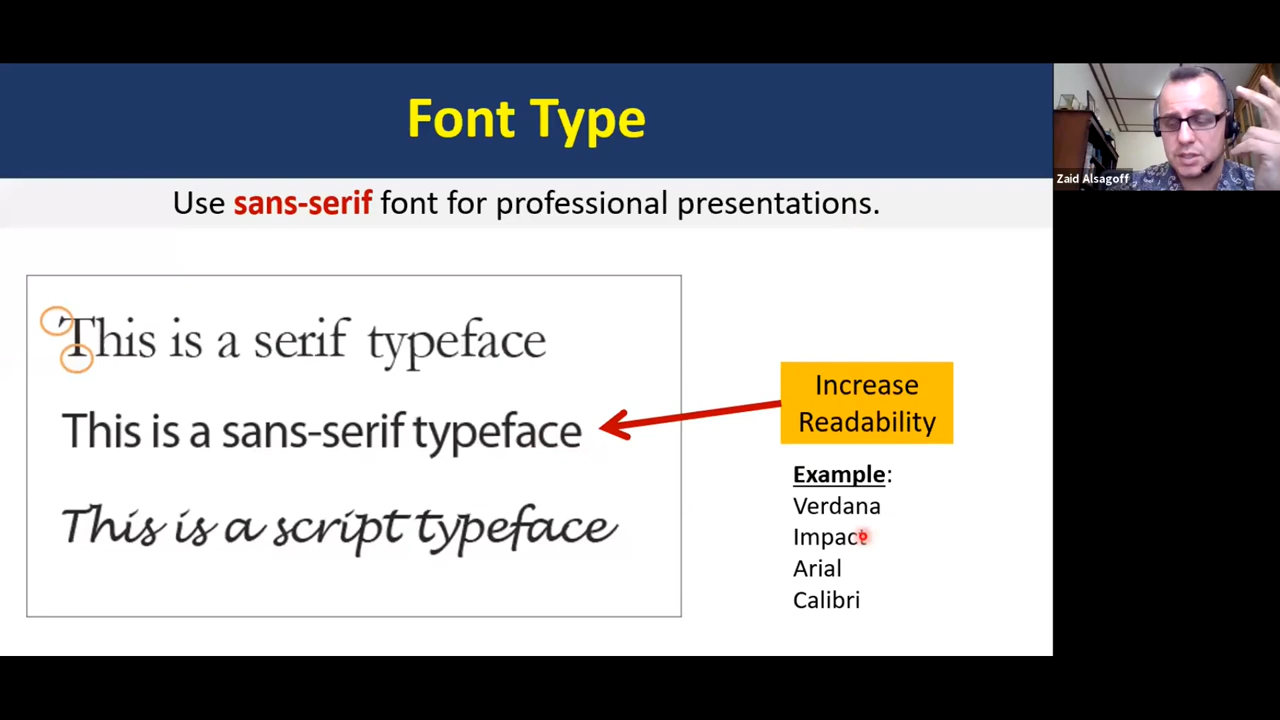 Font Type
Zaid Alsagoff
Use sans-serif font for professional presentations.
This is a serif typeface
This is a sans-serif typeface
This is a script typeface
Increase
Readability
Example:
Verdana
Impact
Arial
Calibri